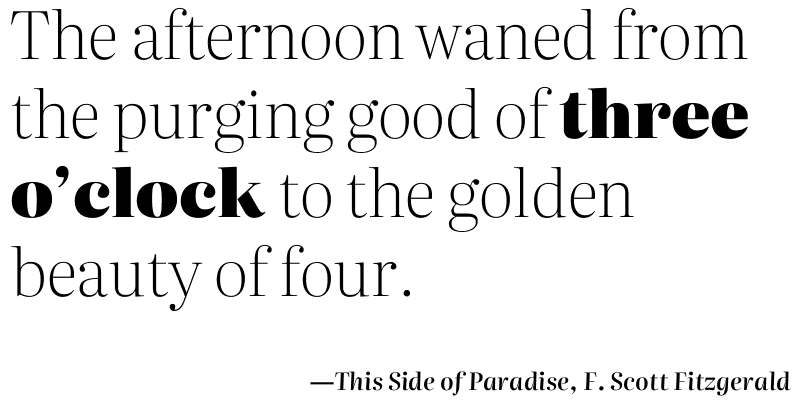 The afternoon waned from
the purging good of three
o’clock to the golden
beauty of four.
—This Side of Paradise, F. Scott Fitzgerald